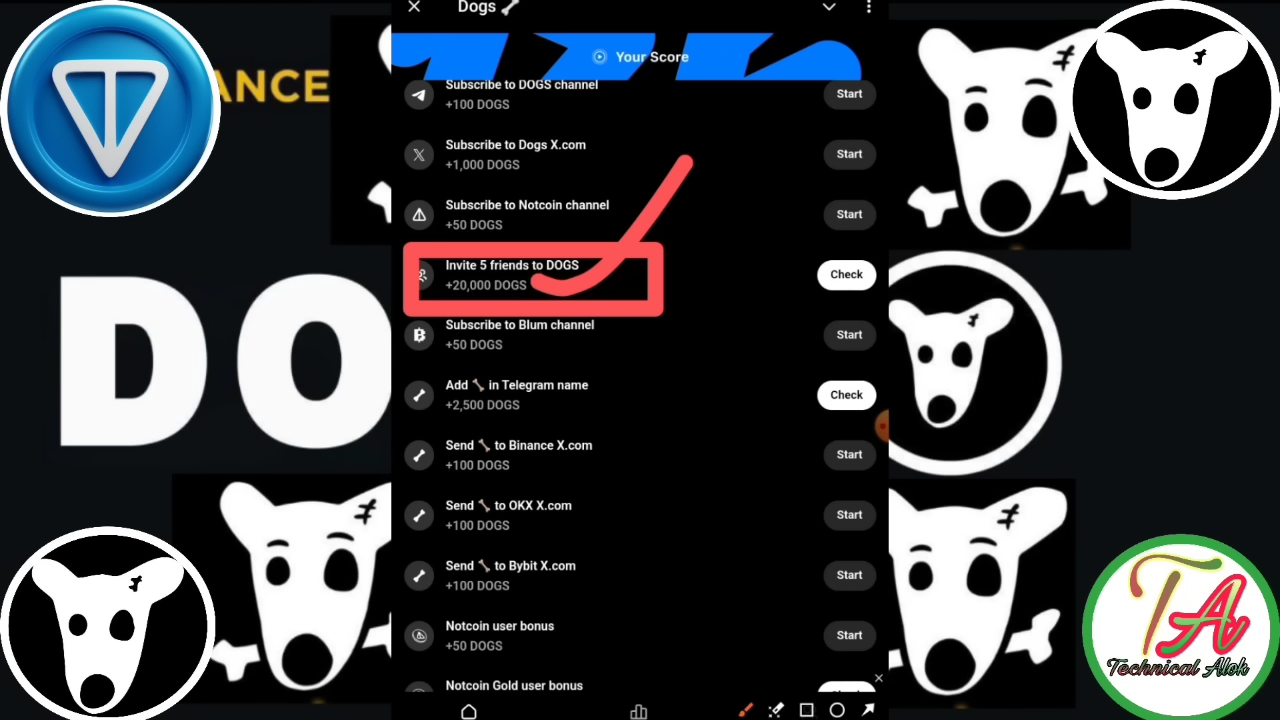 Dogs 🦴
Your Score
ANCE
Subscribe to DOGS channel
+100 DOGS
Start
Subscribe to Dogs X.com
+1,000 DOGS
Start
Subscribe to Notcoin channel
+50 DOGS
Start
Invite 5 friends to DOGS
+20,000 DOGS
Check
Subscribe to Blum channel
+50 DOGS
Start
Add 🦴 in Telegram name
+2,500 DOGS
Check
Send 🦴 to Binance X.com
+100 DOGS
Start
Send 🦴 to OKX X.com
+100 DOGS
Start
Send 🦴 to Bybit X.com
+100 DOGS
Start
Notcoin user bonus
+50 DOGS
Start
Notcoin Gold user bonus
DO
TA
Technical Alok